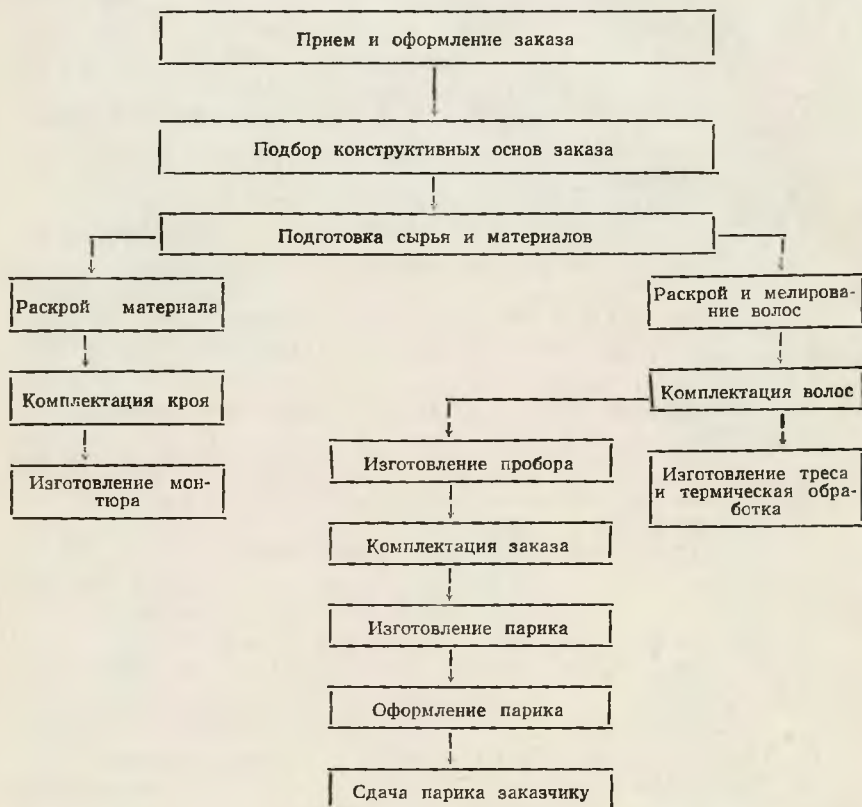 Прием и оформление заказа
Подбор конструктивных основ заказа
Подготовка сырья и материалов
Раскрой материала
Раскрой и мелирова-
ние волос
Комплектация кроя
Комплектация волос
Изготовление мон-
тюра
Изготовление пробора
Изготовление треса
и термическая обра-
ботка
Комплектация заказа
Изготовление парика
Оформление парика
Сдача парика заказчику